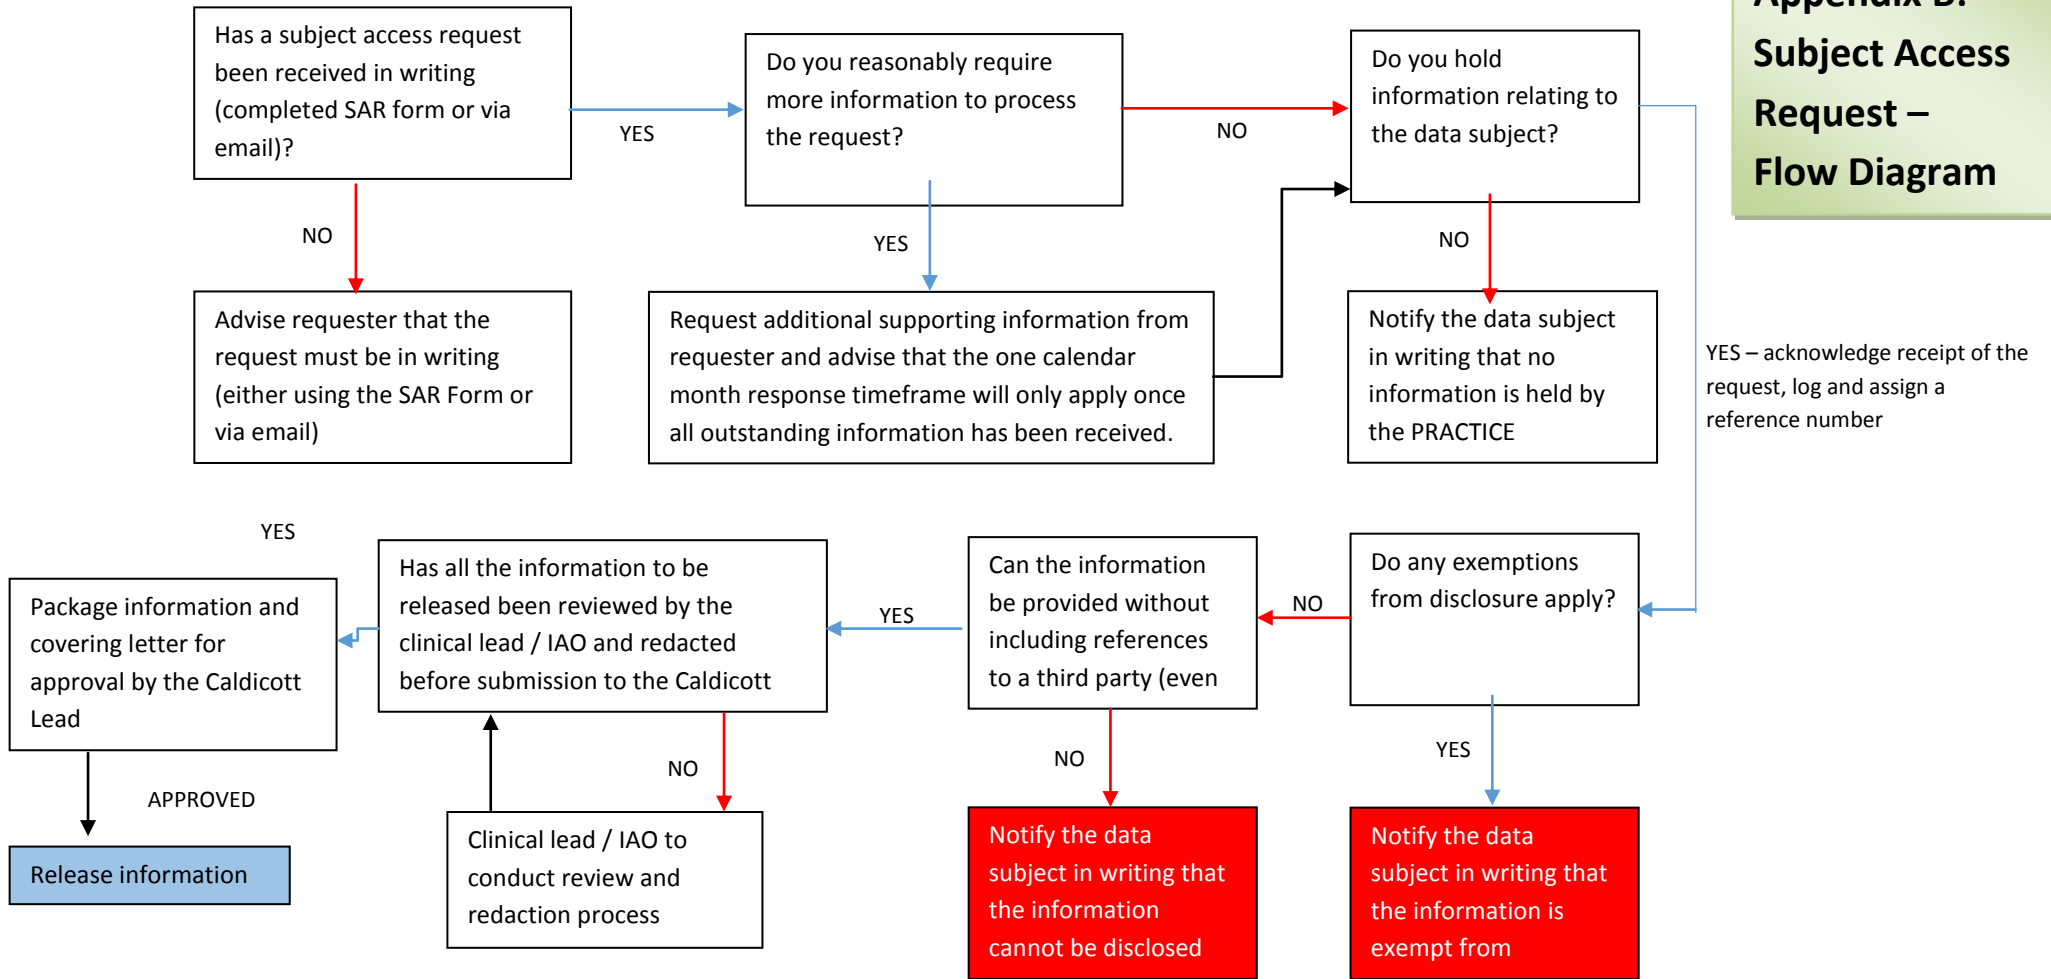 Appendix B:
Subject Access
Request –
Flow Diagram
Has a subject access request
been received in writing
(completed SAR form or via
email)?
YES
Do you reasonably require
more information to process
the request?
NO
Do you hold
information relating to
the data subject?
NO
YES
NO
Advise requester that the
request must be in writing
(either using the SAR Form or
via email)
Request additional supporting information from
requester and advise that the one calendar
month response timeframe will only apply once
all outstanding information has been received.
Notify the data subject
in writing that no
information is held by
the PRACTICE
YES – acknowledge receipt of the
request, log and assign a
reference number
YES
Package information and
covering letter for
approval by the Caldicott
Lead
Has all the information to be
released been reviewed by the
clinical lead / IAO and redacted
before submission to the Caldicott
YES
Can the information
be provided without
including references
to a third party (even
NO
Do any exemptions
from disclosure apply?
APPROVED
NO
NO
YES
Release information
Clinical lead / IAO to
conduct review and
redaction process
Notify the data
subject in writing that
the information
cannot be disclosed
Notify the data
subject in writing that
the information is
exempt from